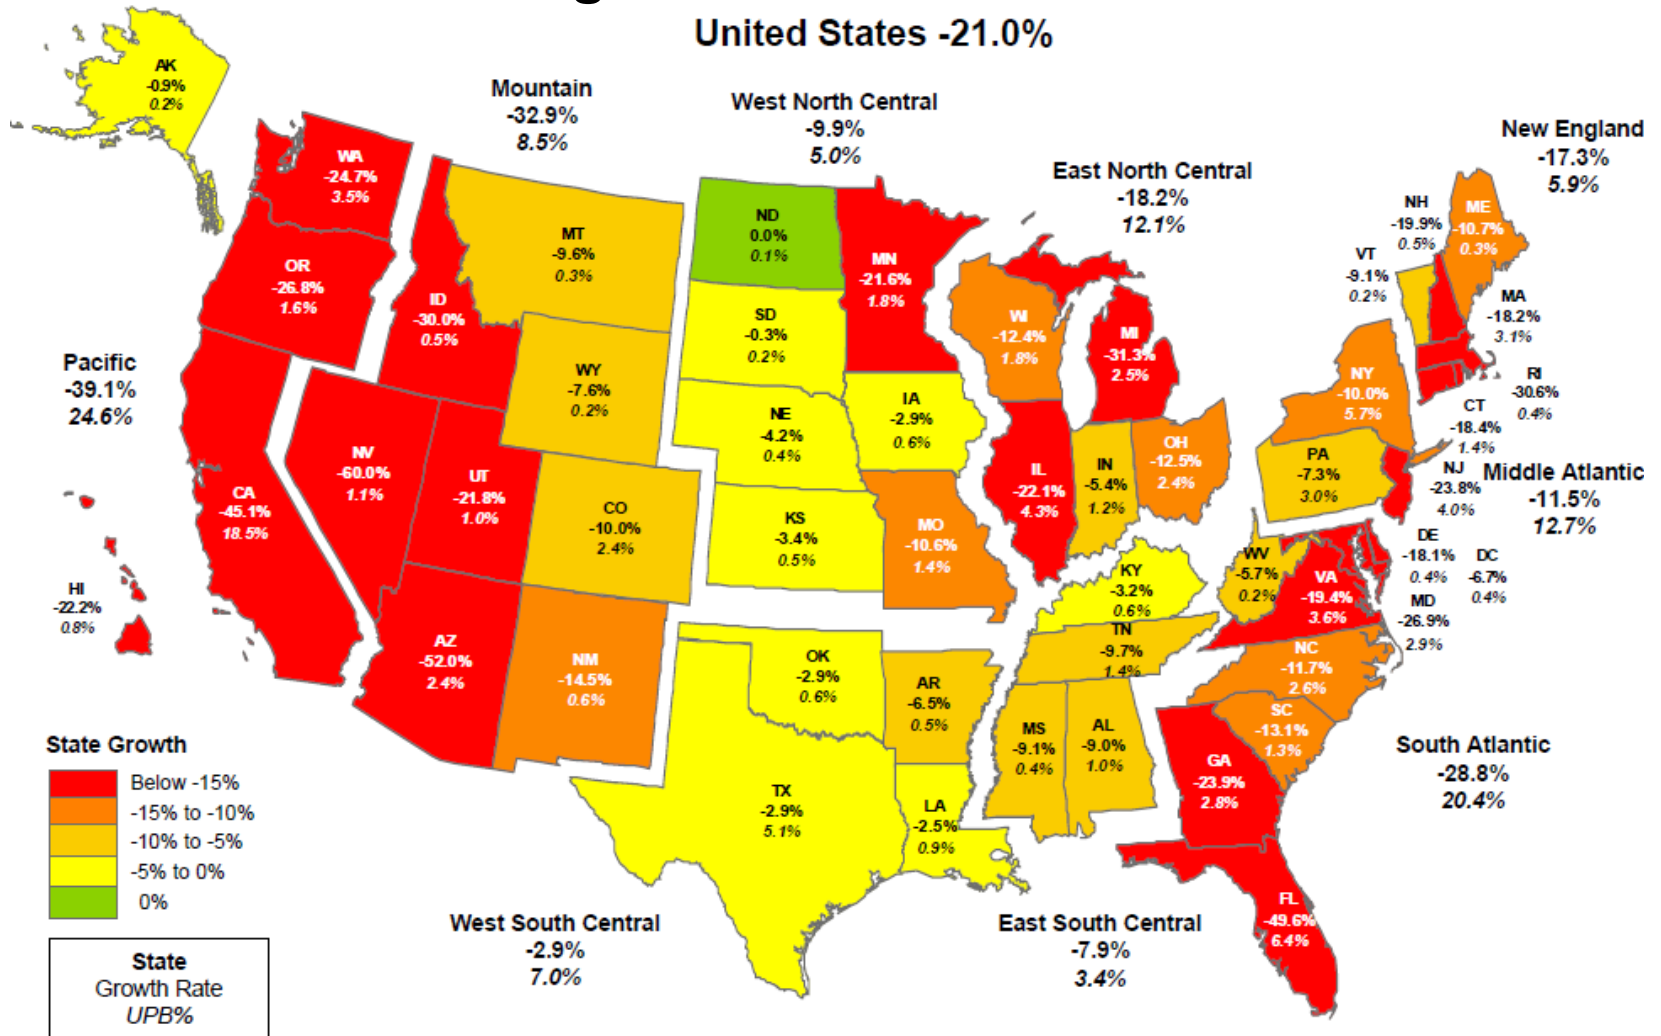 United States -21.0%
AK
-0.9%
0.2%
Mountain
-32.9%
8.5%
West North Central
-9.9%
5.0%
New England
-17.3%
5.9%
East North Central
-18.2%
12.1%
WA
-24.7%
3.5%
MT
-9.6%
0.3%
ND
0.0%
0.1%
MN
-21.6%
1.8%
NH
-19.9%
0.5%
ME
-10.7%
0.3%
VT
-9.1%
0.2%
OR
-26.8%
1.6%
ID
-30.0%
0.5%
SD
-0.3%
0.2%
WI
-12.4%
1.8%
MI
-31.3%
2.5%
MA
-18.2%
3.1%
Pacific
-39.1%
24.6%
WY
-7.6%
0.2%
NE
-4.2%
0.4%
IA
-2.9%
0.6%
NY
-10.0%
5.7%
RI
-30.6%
0.4%
CT
-18.4%
1.4%
NV
-60.0%
1.1%
UT
-21.8%
1.0%
CA
-45.1%
18.5%
CO
-10.0%
2.4%
KS
-3.4%
0.5%
MO
-10.6%
1.4%
IL
-22.1%
4.3%
IN
-5.4%
1.2%
OH
-12.5%
2.4%
PA
-7.3%
3.0%
NJ
-23.8%
4.0%
Middle Atlantic
-11.5%
12.7%
HI
-22.2%
0.8%
KY
-3.2%
0.6%
WV
-5.7%
0.2%
VA
-19.4%
3.6%
DE
-18.1%
0.4%
DC
-6.7%
0.4%
MD
-26.9%
2.9%
AZ
-52.0%
2.4%
NM
-14.5%
0.6%
OK
-2.9%
0.6%
AR
-6.5%
0.5%
TN
-9.7%
1.4%
NC
-11.7%
2.6%
SC
-13.1%
1.3%
MS
-9.1%
0.4%
AL
-9.0%
1.0%
GA
-23.9%
2.8%
South Atlantic
-28.8%
20.4%
TX
-2.9%
5.1%
LA
-2.5%
0.9%
FL
-49.6%
6.4%
West South Central
-2.9%
7.0%
East South Central
-7.9%
3.4%
State Growth
Below -15%
-15% to -10%
-10% to -5%
-5% to 0%
0%
State
Growth Rate
UPB%